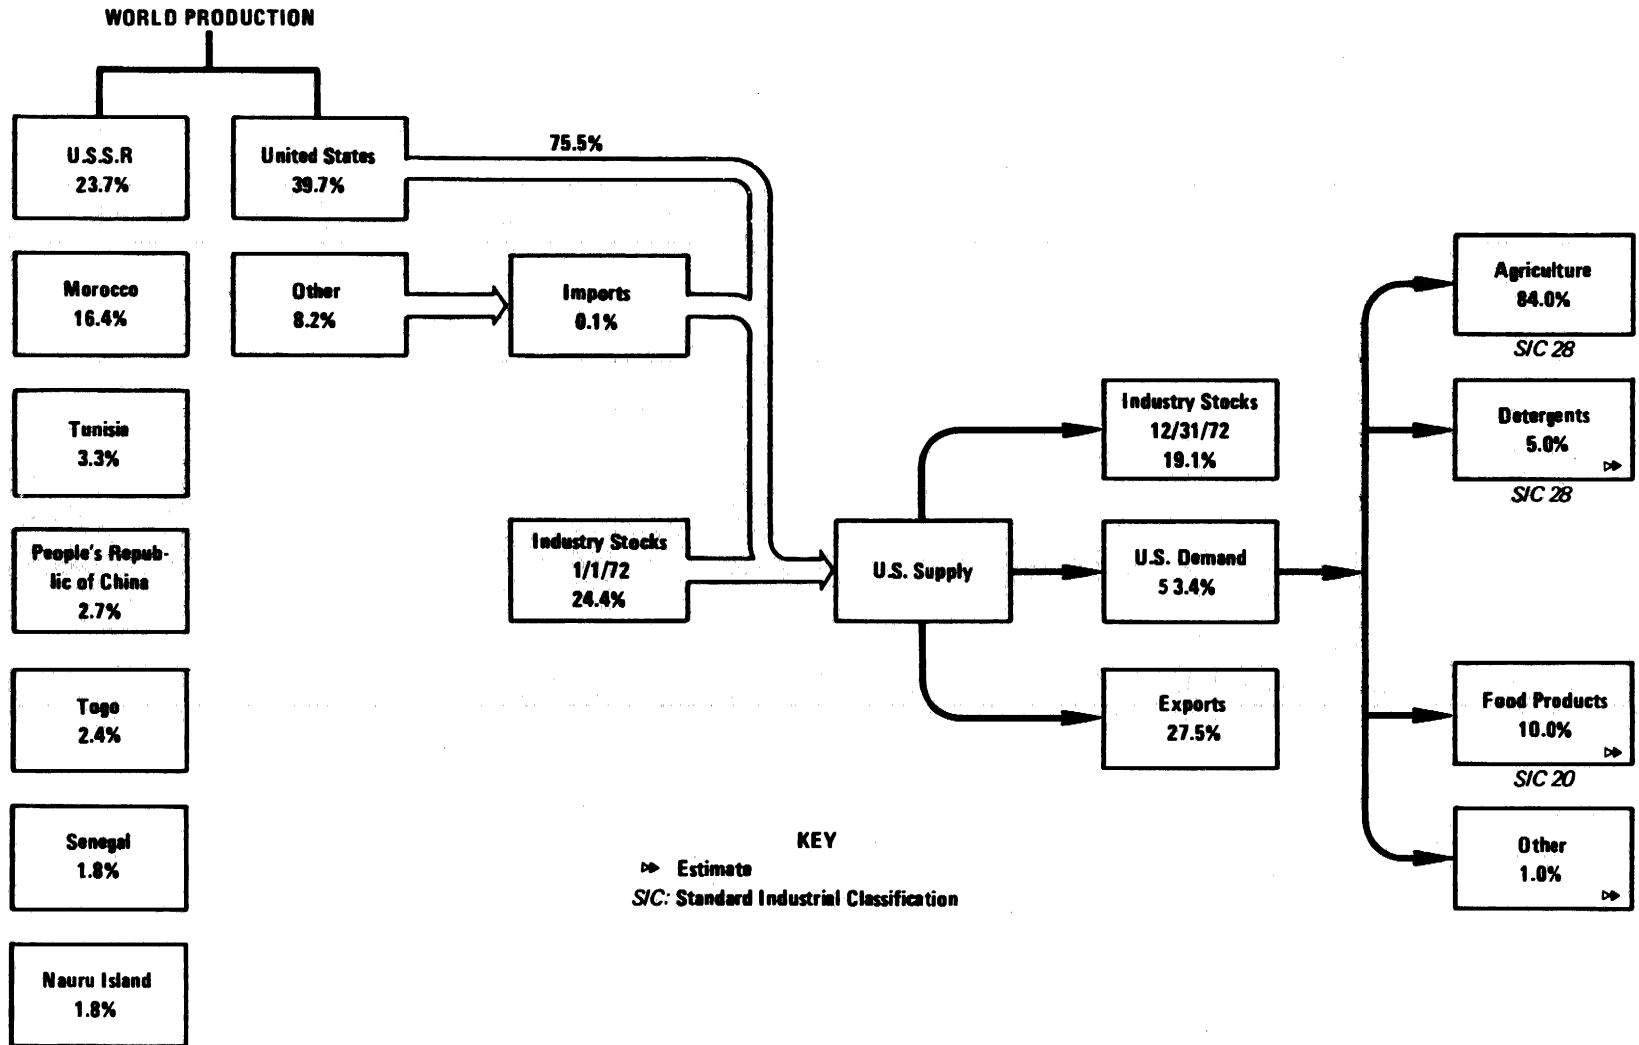 WORLD PRODUCTION
U.S.S.R
23.7%
United States
39.7%
75.5%
Morocco
16.4%
Other
8.2%
Imports
0.1%
Tunisia
3.3%
People's Repub-
lic of China
2.7%
Togo
2.4%
Senegal
1.8%
Nauru Island
1.8%
Industry Stocks
1/1/72
24.4%
U.S. Supply
Industry Stocks
12/31/72
19.1%
U.S. Demand
5 3.4%
Exports
27.5%
Agriculture
84.0%
SIC 28
Detergents
5.0%
SIC 28
Food Products
10.0%
SIC 20
Other
1.0%
KEY
Estimate
SIC: Standard Industrial Classification